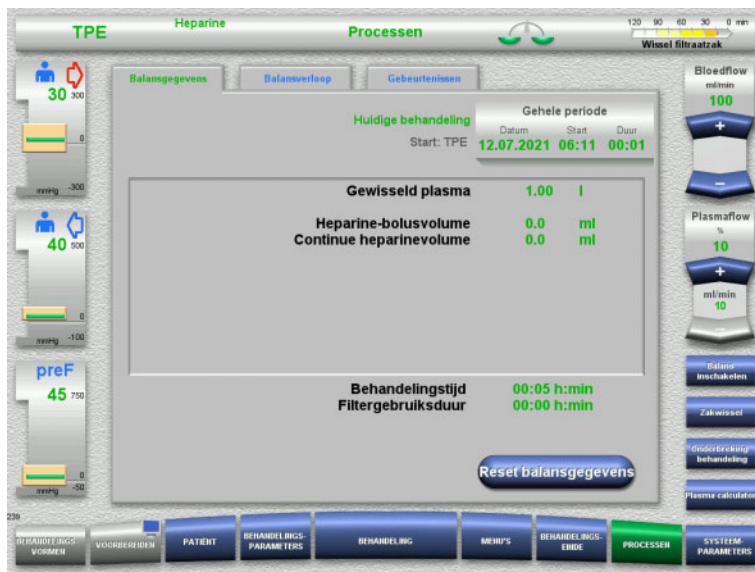 TPE
Heparine
Processen
120 90 60 30 0 min
Wissel filtraatzak
30 300
0
mmHg -300
40 500
0
mmHg -100
preF
45 750
0
mmHg -50
Balansgegevens
Balansverloop
Gebeurtenissen
Huidige behandeling
Start: TPE
Gehele periode
Datum Start Duur
12.07.2021 06:11 00:01
Gewisseld plasma 1.00 l
Heparine-bolusvolume 0.0 ml
Continue heparinevolume 0.0 ml
Behandelingstijd 00:05 h:min
Filtergebruiksduur 00:00 h:min
Reset balansgegevens
Bloedflow
ml/min
100
+
−
Plasmaflow
%
10
+
ml/min
10
−
Balans
inschakelen
Zakwissel
Onderbreking
behandeling
Plasma calculator
239
BEHANDELINGS-
VORMEN
VOORBEREIDEN
PATIËNT
BEHANDELINGS-
PARAMETERS
BEHANDELING
MENU'S
BEHANDELINGS-
EINDE
PROCESSEN
SYSTEEM-
PARAMETERS